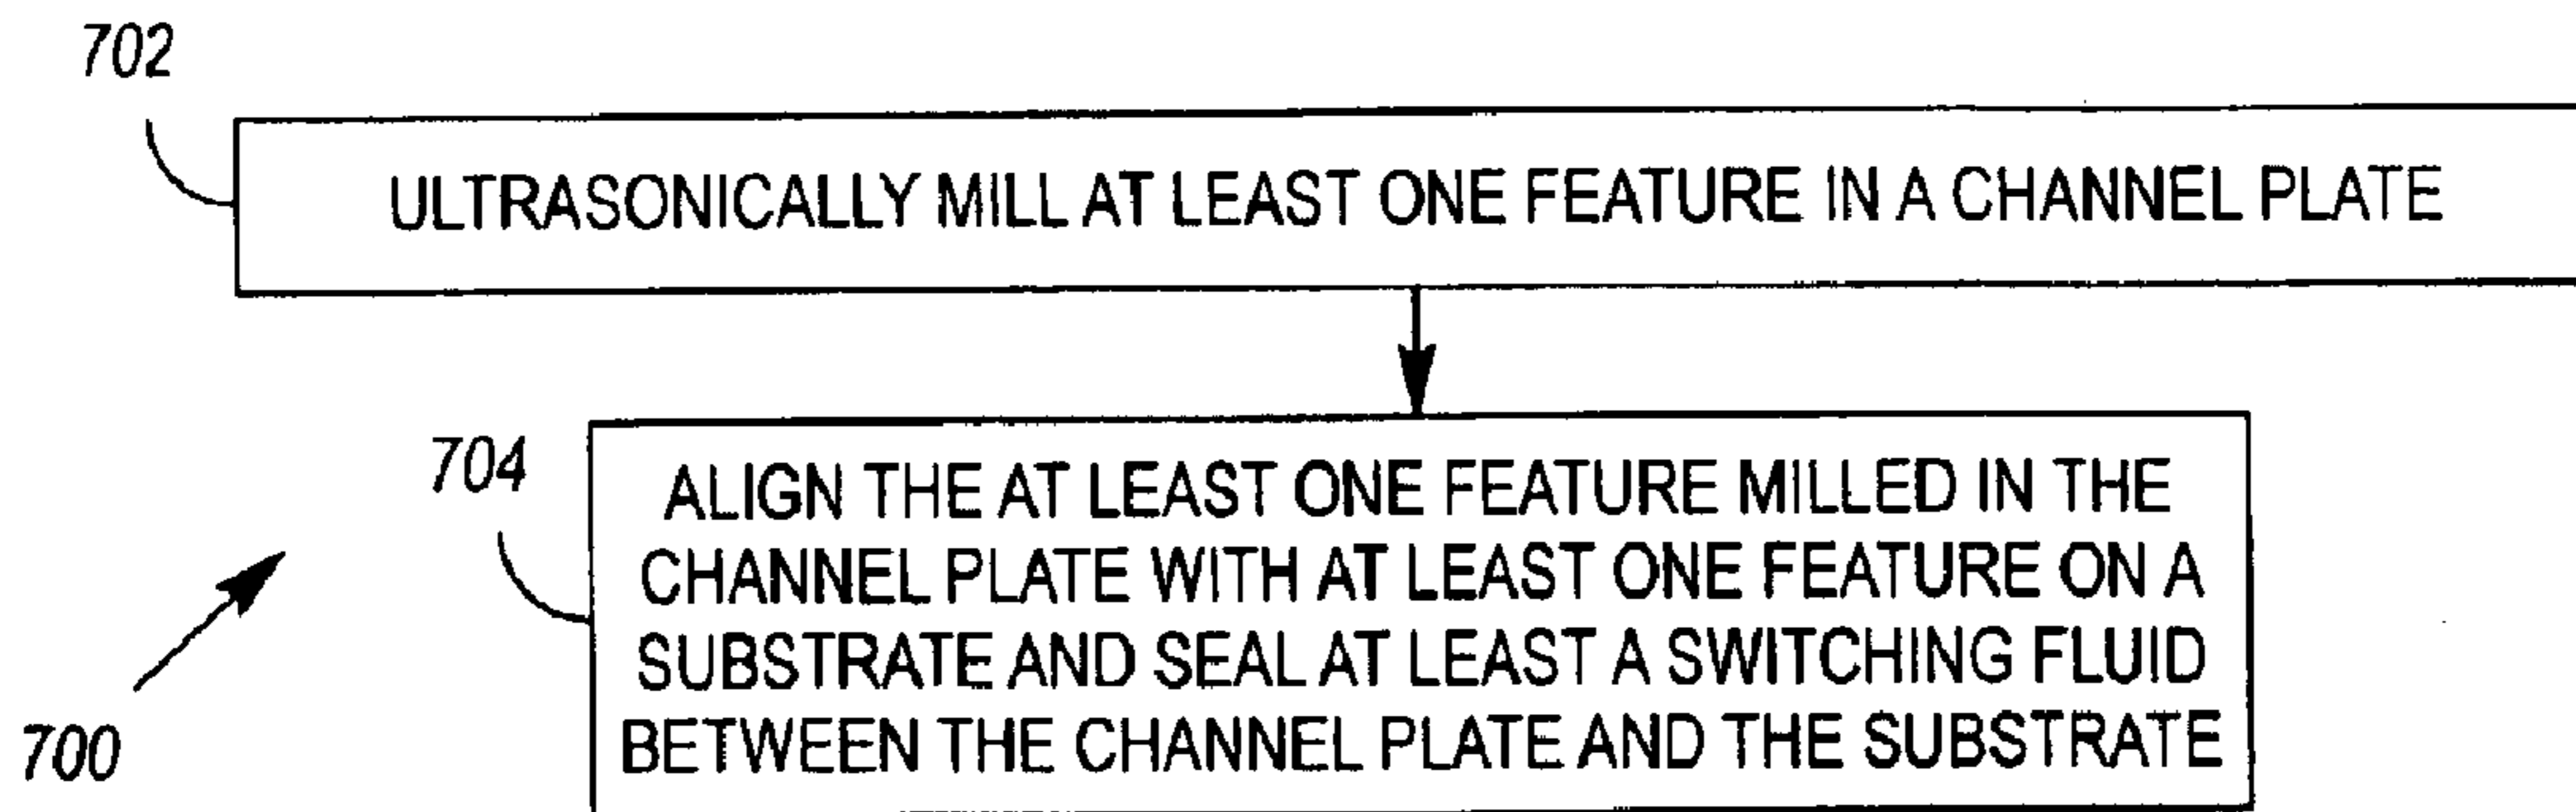 702
ULTRASONICALLY MILL AT LEAST ONE FEATURE IN A CHANNEL PLATE
704
ALIGN THE AT LEAST ONE FEATURE MILLED IN THE
CHANNEL PLATE WITH AT LEAST ONE FEATURE ON A
SUBSTRATE AND SEAL AT LEAST A SWITCHING FLUID
BETWEEN THE CHANNEL PLATE AND THE SUBSTRATE
700